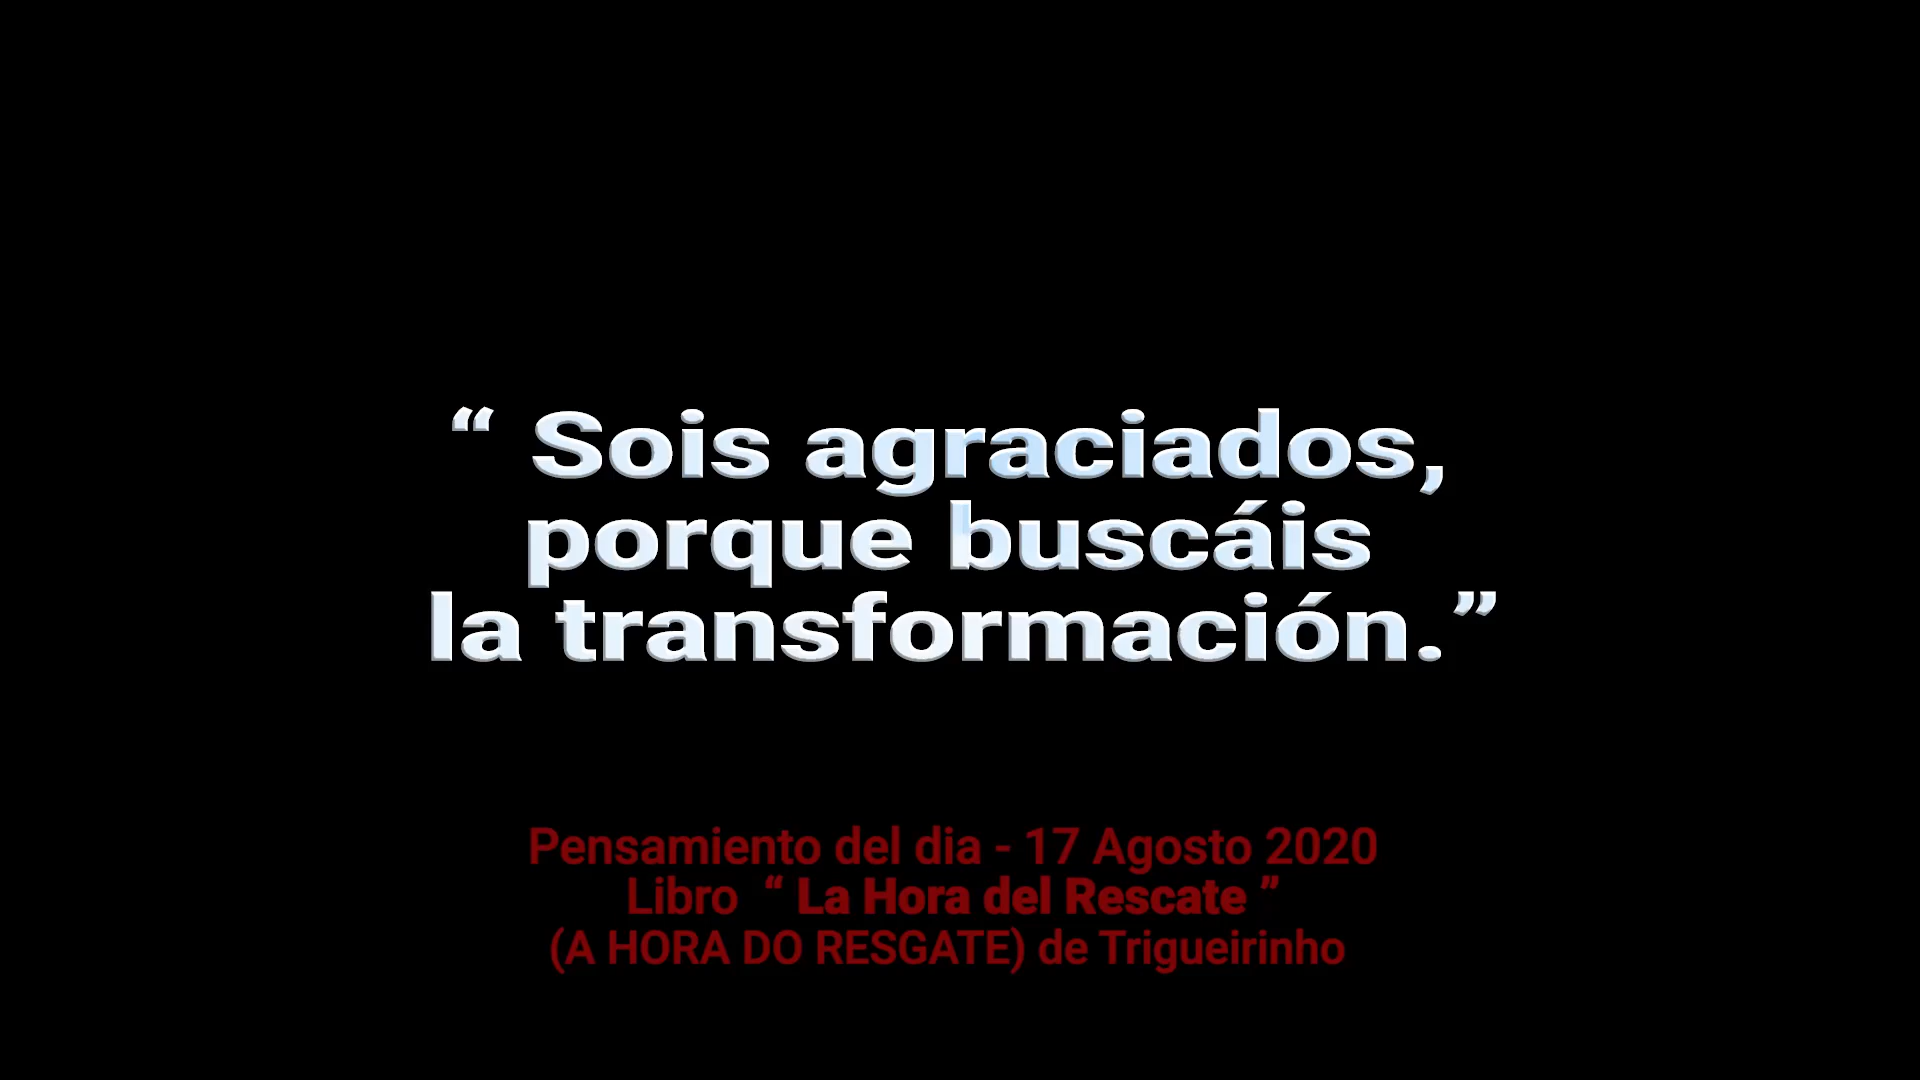 “ Sois agraciados,
porque buscáis
la transformación.”
Pensamiento del dia - 17 Agosto 2020
Libro “ La Hora del Rescate ”
(A HORA DO RESGATE) de Trigueirinho